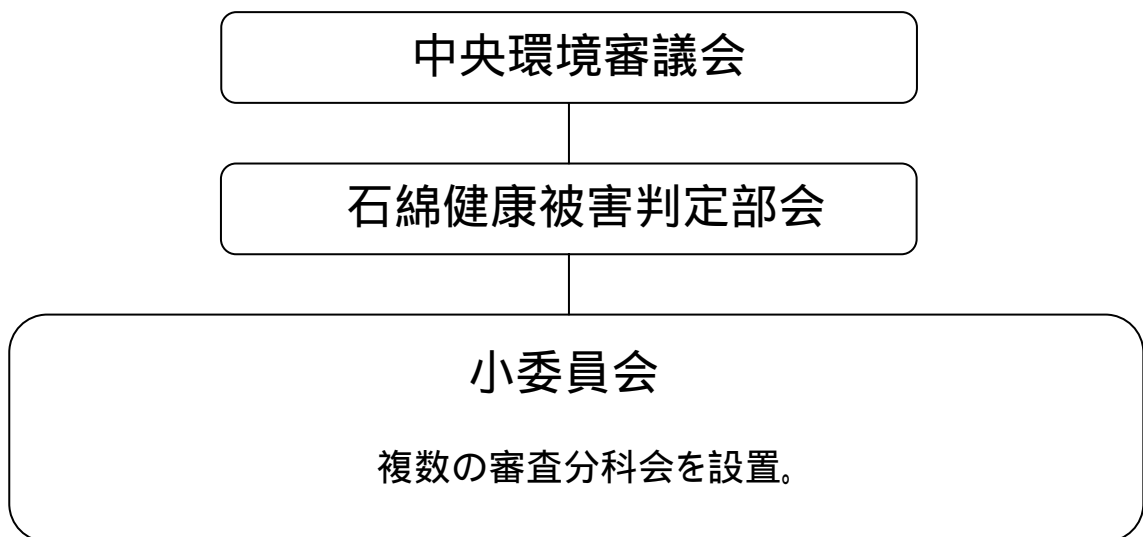 中央環境審議会
石綿健康被害判定部会
小委員会
複数の審査分科会を設置。